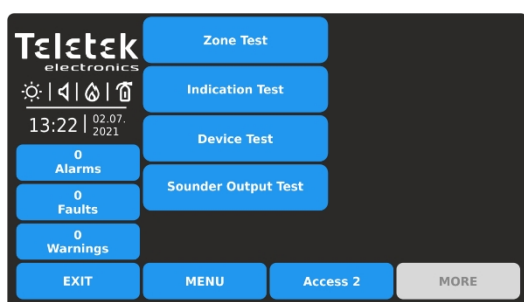 Teletek
electronics
13:22
02.07.
2021
0
Alarms
0
Faults
0
Warnings
EXIT
Zone Test
Indication Test
Device Test
Sounder Output Test
MENU
Access 2
MORE